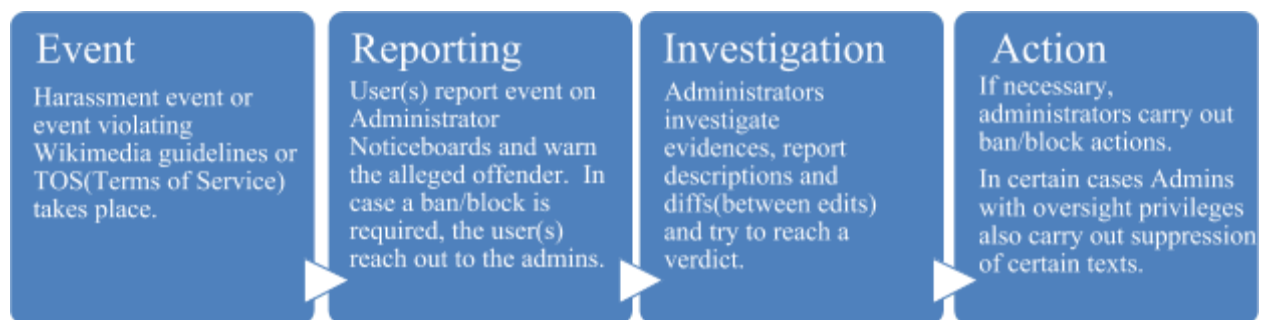 Event
Harassment event or
event violating
Wikimedia guidelines or
TOS(Terms of Service)
takes place.
Reporting
User(s) report event on
Administrator
Noticeboards and warn
the alleged offender.  In
case a ban/block is
required, the user(s)
reach out to the admins.
Investigation
Administrators
investigate
evidences, report
descriptions and
diffs(between edits)
and try to reach a
verdict.
Action
If necessary,
administrators carry out
ban/block actions.
In certain cases Admins
with oversight privileges
also carry out suppression
of certain texts.